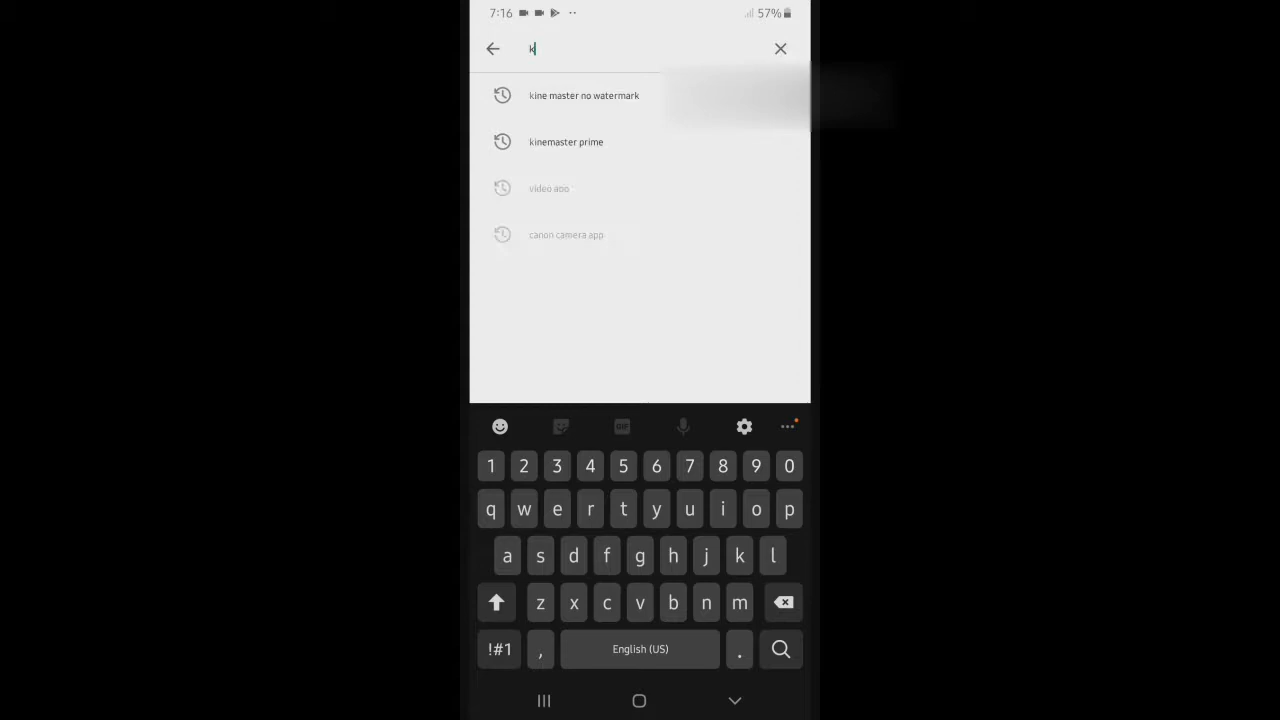 7:16 57%
k
kine master no watermark
kinemaster prime
video app
canon camera app
GIF
1 2 3 4 5 6 7 8 9 0
q w e r t y u i o p
a s d f g h j k l
z x c v b n m
!#1 , English (US) .